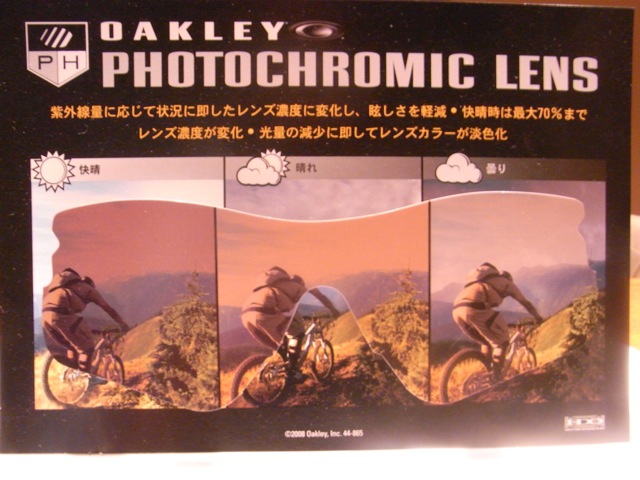 PH
OAKLEY
PHOTOCHROMIC LENS
紫外線量に応じて状況に即したレンズ濃度に変化し、眩しさを軽減・快晴時は最大70%まで
レンズ濃度が変化・光量の減少に即してレンズカラーが淡色化
快晴
晴れ
曇り
HDO
©2008 Oakley, Inc. 44-865